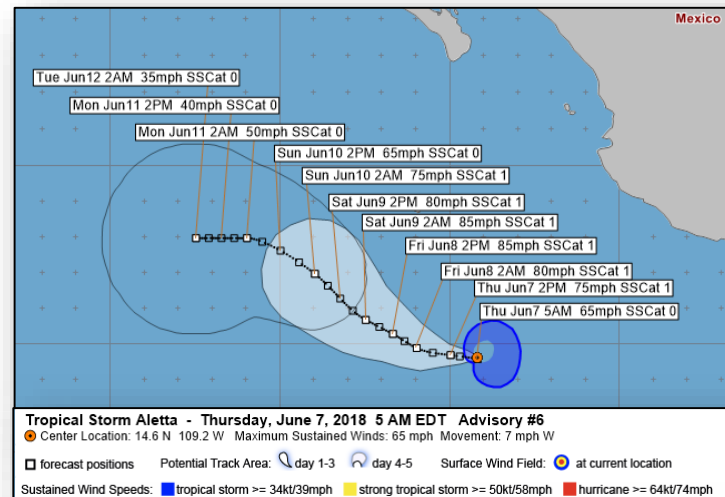 Mexico
Tue Jun12 2AM 35mph SSCat 0
Mon Jun11 2PM 40mph SSCat 0
Mon Jun11 2AM 50mph SSCat 0
Sun Jun10 2PM 65mph SSCat 0
Sun Jun10 2AM 75mph SSCat 1
Sat Jun9 2PM 80mph SSCat 1
Sat Jun9 2AM 85mph SSCat 1
Fri Jun8 2PM 85mph SSCat 1
Fri Jun8 2AM 80mph SSCat 1
Thu Jun7 2PM 75mph SSCat 1
Thu Jun7 5AM 65mph SSCat 0
Tropical Storm Aletta - Thursday, June 7, 2018 5 AM EDT Advisory #6
Center Location: 14.6 N 109.2 W Maximum Sustained Winds: 65 mph Movement: 7 mph W
forecast positions Potential Track Area: day 1-3 day 4-5 Surface Wind Field: at current location
Sustained Wind Speeds: tropical storm >= 34kt/39mph strong tropical storm >= 50kt/58mph hurricane >= 64kt/74mph